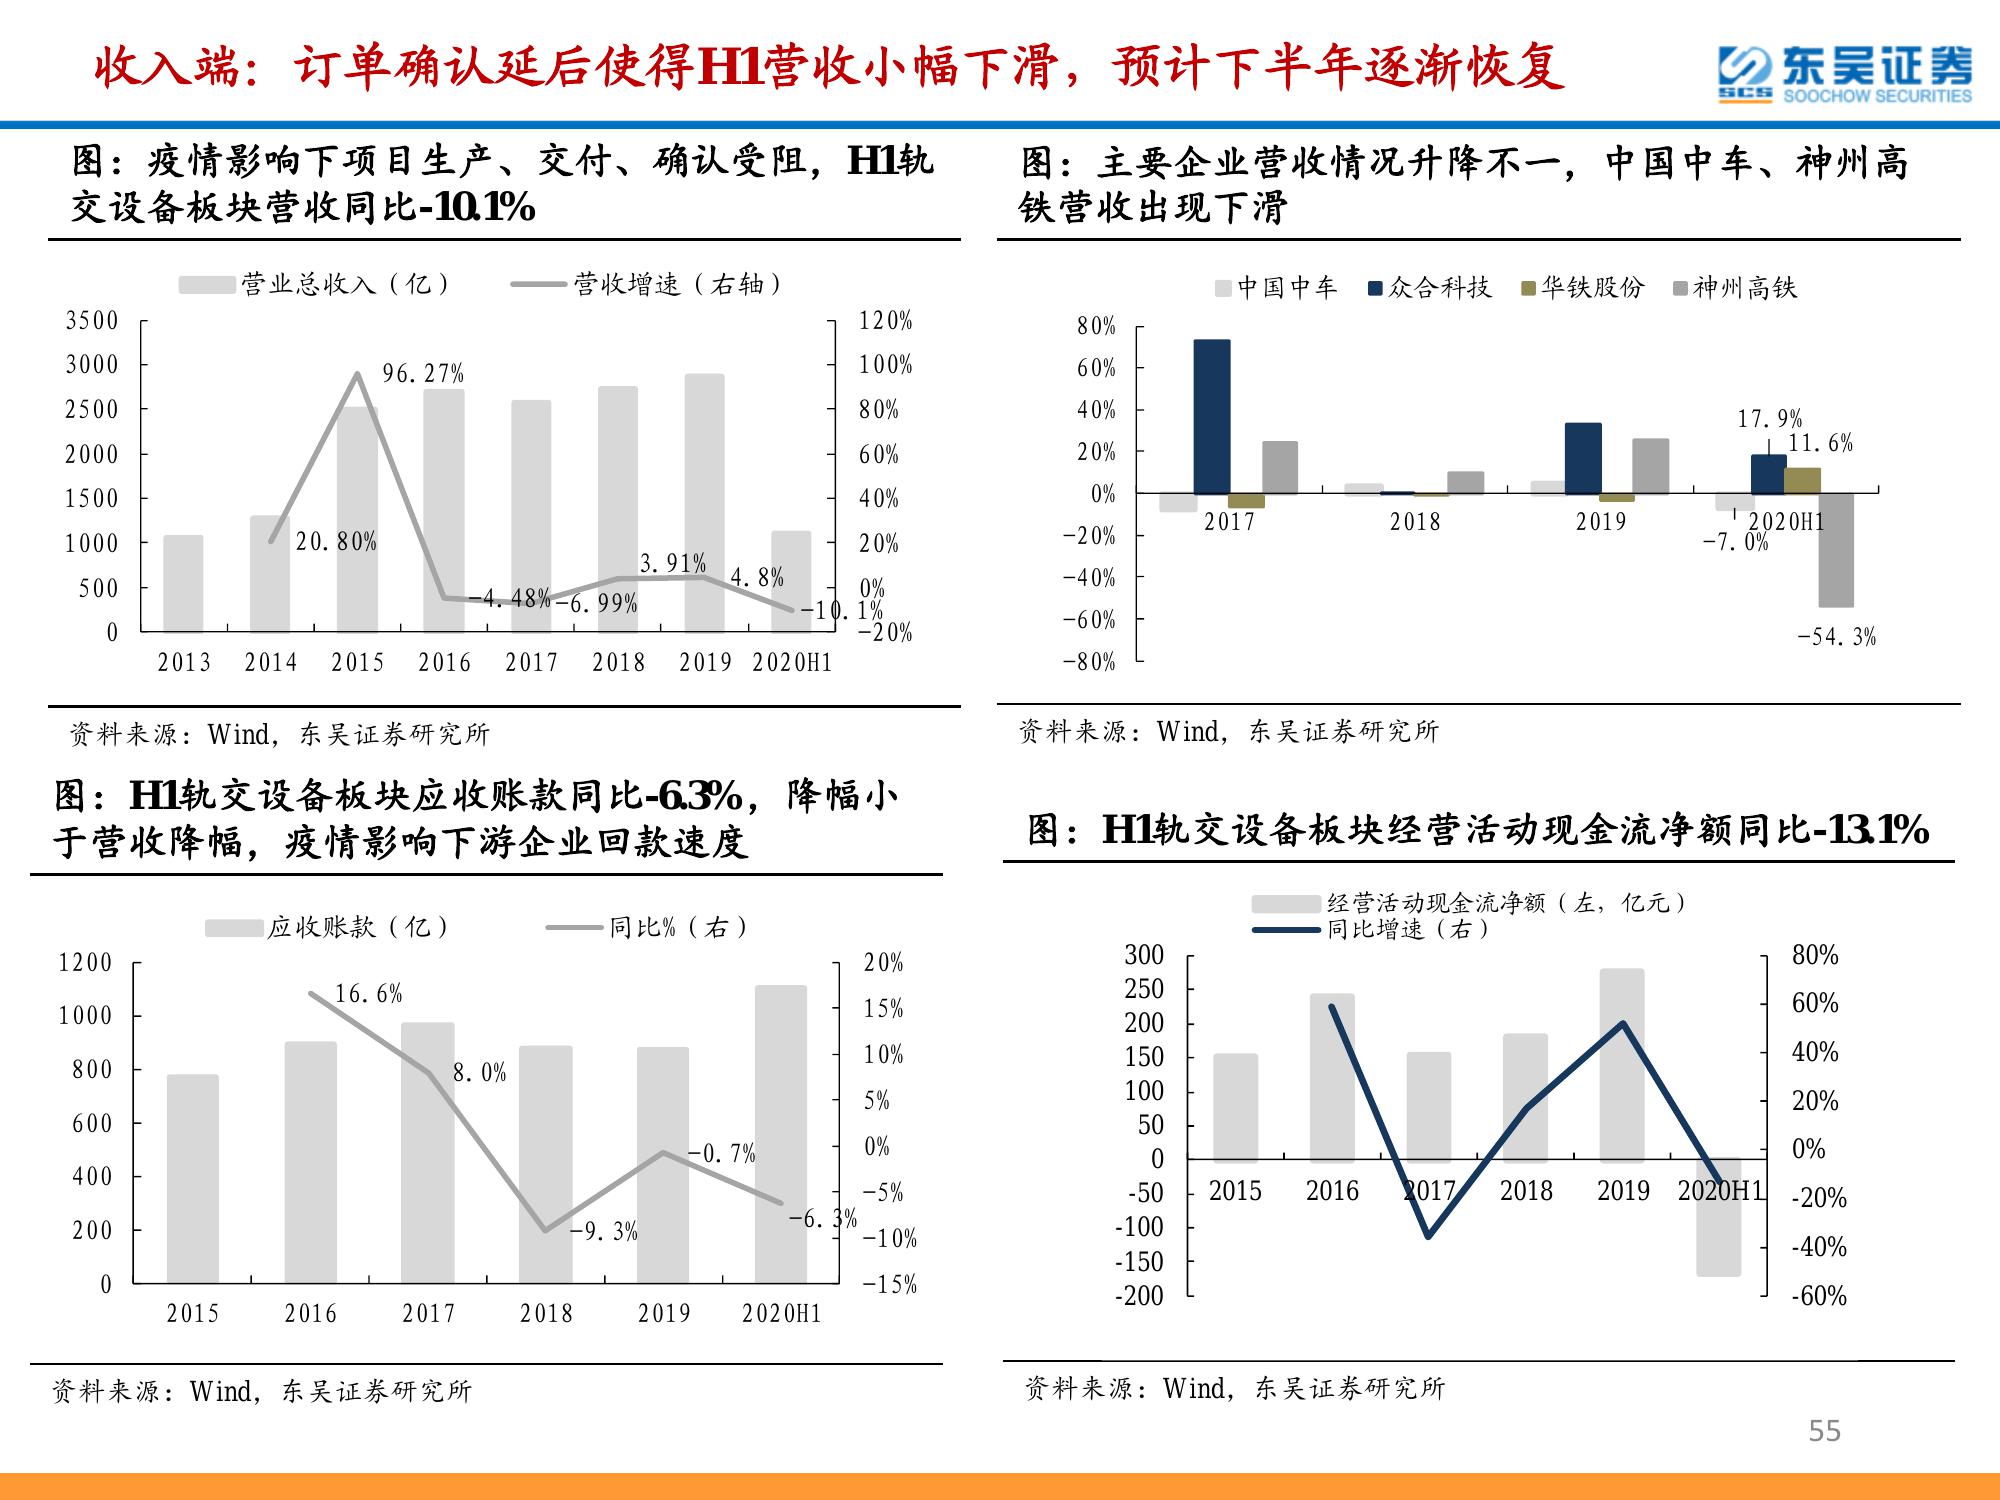 收入端：订单确认延后使得H1营收小幅下滑，预计下半年逐渐恢复
东吴证券
SCS
SOOCHOW SECURITIES
图：疫情影响下项目生产、交付、确认受阻，H1轨
交设备板块营收同比-10.1%
营业总收入（亿）
营收增速（右轴）
3500
3000
2500
2000
1500
1000
500
0
120%
100%
80%
60%
40%
20%
0%
-20%
20.80%
96.27%
-4.48%
-6.99%
3.91%
4.8%
-10.1%
2013 2014 2015 2016 2017 2018 2019 2020H1
资料来源：Wind，东吴证券研究所
图：主要企业营收情况升降不一，中国中车、神州高
铁营收出现下滑
中国中车 众合科技 华铁股份 神州高铁
80%
60%
40%
20%
0%
-20%
-40%
-60%
-80%
17.9%
11.6%
-7.0%
-54.3%
2017 2018 2019 2020H1
资料来源：Wind，东吴证券研究所
图：H1轨交设备板块应收账款同比-6.3%，降幅小
于营收降幅，疫情影响下游企业回款速度
应收账款（亿）
同比%（右）
1200
1000
800
600
400
200
0
20%
15%
10%
5%
0%
-5%
-10%
-15%
16.6%
8.0%
-9.3%
-0.7%
-6.3%
2015 2016 2017 2018 2019 2020H1
资料来源：Wind，东吴证券研究所
图：H1轨交设备板块经营活动现金流净额同比-13.1%
经营活动现金流净额（左，亿元）
同比增速（右）
300
250
200
150
100
50
0
-50
-100
-150
-200
80%
60%
40%
20%
0%
-20%
-40%
-60%
2015 2016 2017 2018 2019 2020H1
资料来源：Wind，东吴证券研究所
55